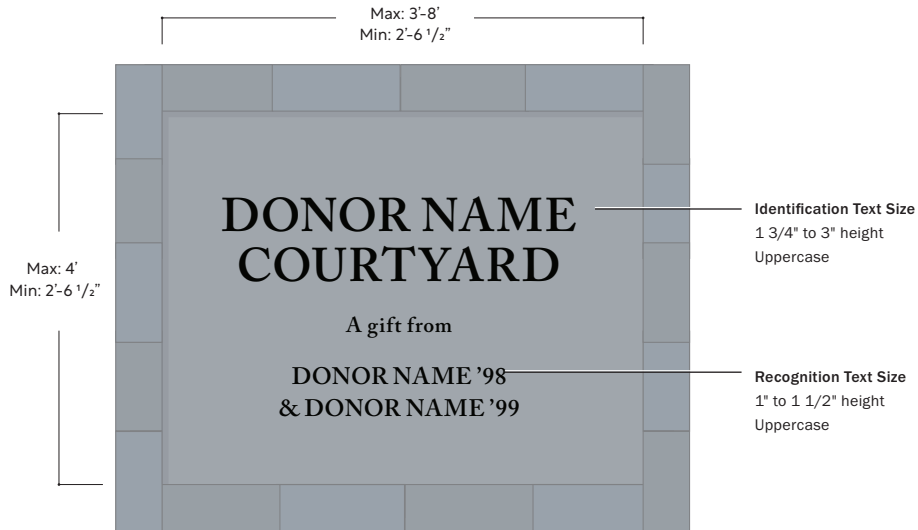 Max: 3'-8'
Min: 2'-6 1/2"
DONOR NAME
COURTYARD
A gift from
DONOR NAME ’98
& DONOR NAME ’99
Max: 4'
Min: 2'-6 1/2"
Identification Text Size
1 3/4" to 3" height
Uppercase
Recognition Text Size
1" to 1 1/2" height
Uppercase